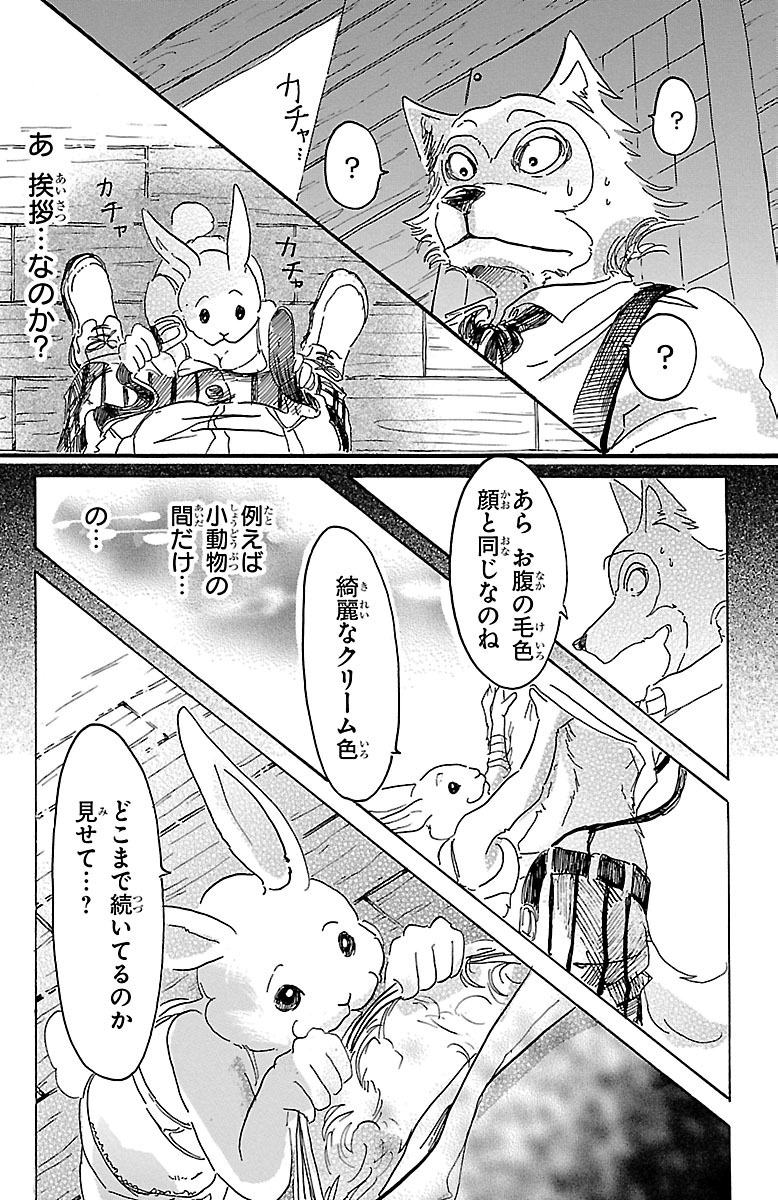 ?
?
?
カチャ…
カチャ
カチャ
あ 挨拶…なのか?
あら お腹の毛色
顔と同じなのね
綺麗なクリーム色
例えば
小動物の
間だけ…
の…
どこまで続いてるのか
見せて…?